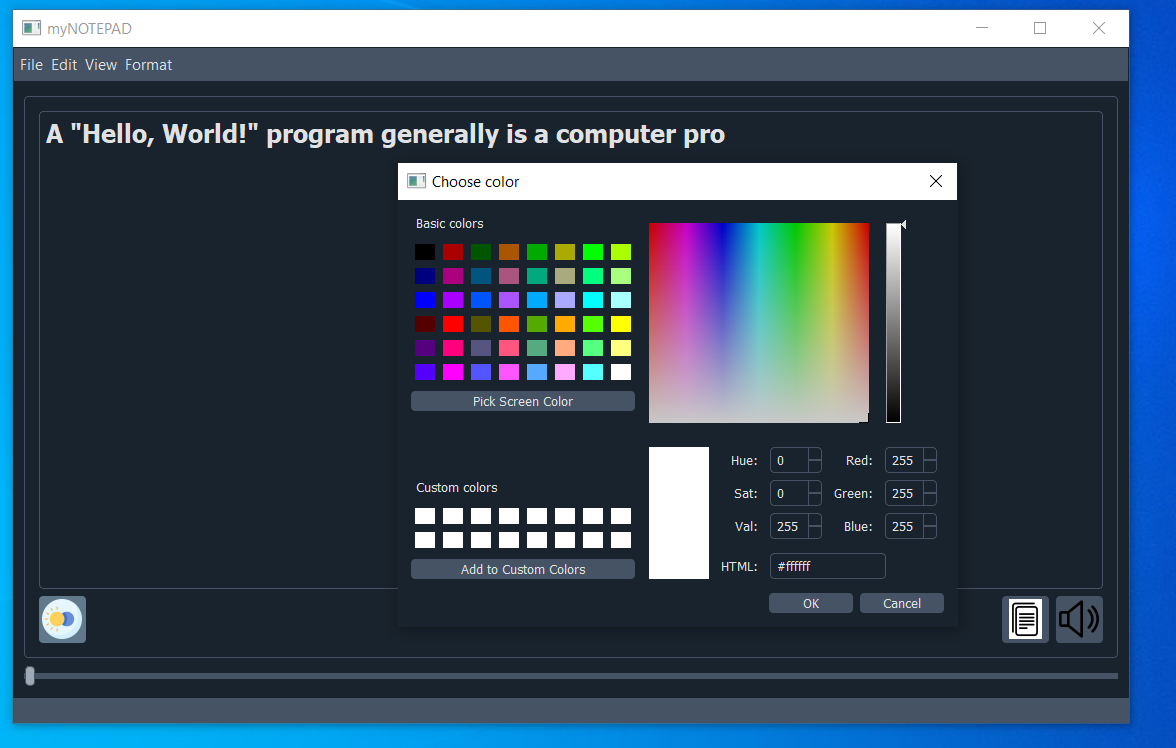 myNOTEPAD
File Edit View Format
A "Hello, World!" program generally is a computer pro
Choose color
Basic colors
Pick Screen Color
Custom colors
Add to Custom Colors
Hue: 0 Red: 255
Sat: 0 Green: 255
Val: 255 Blue: 255
HTML: #ffffff
OK Cancel